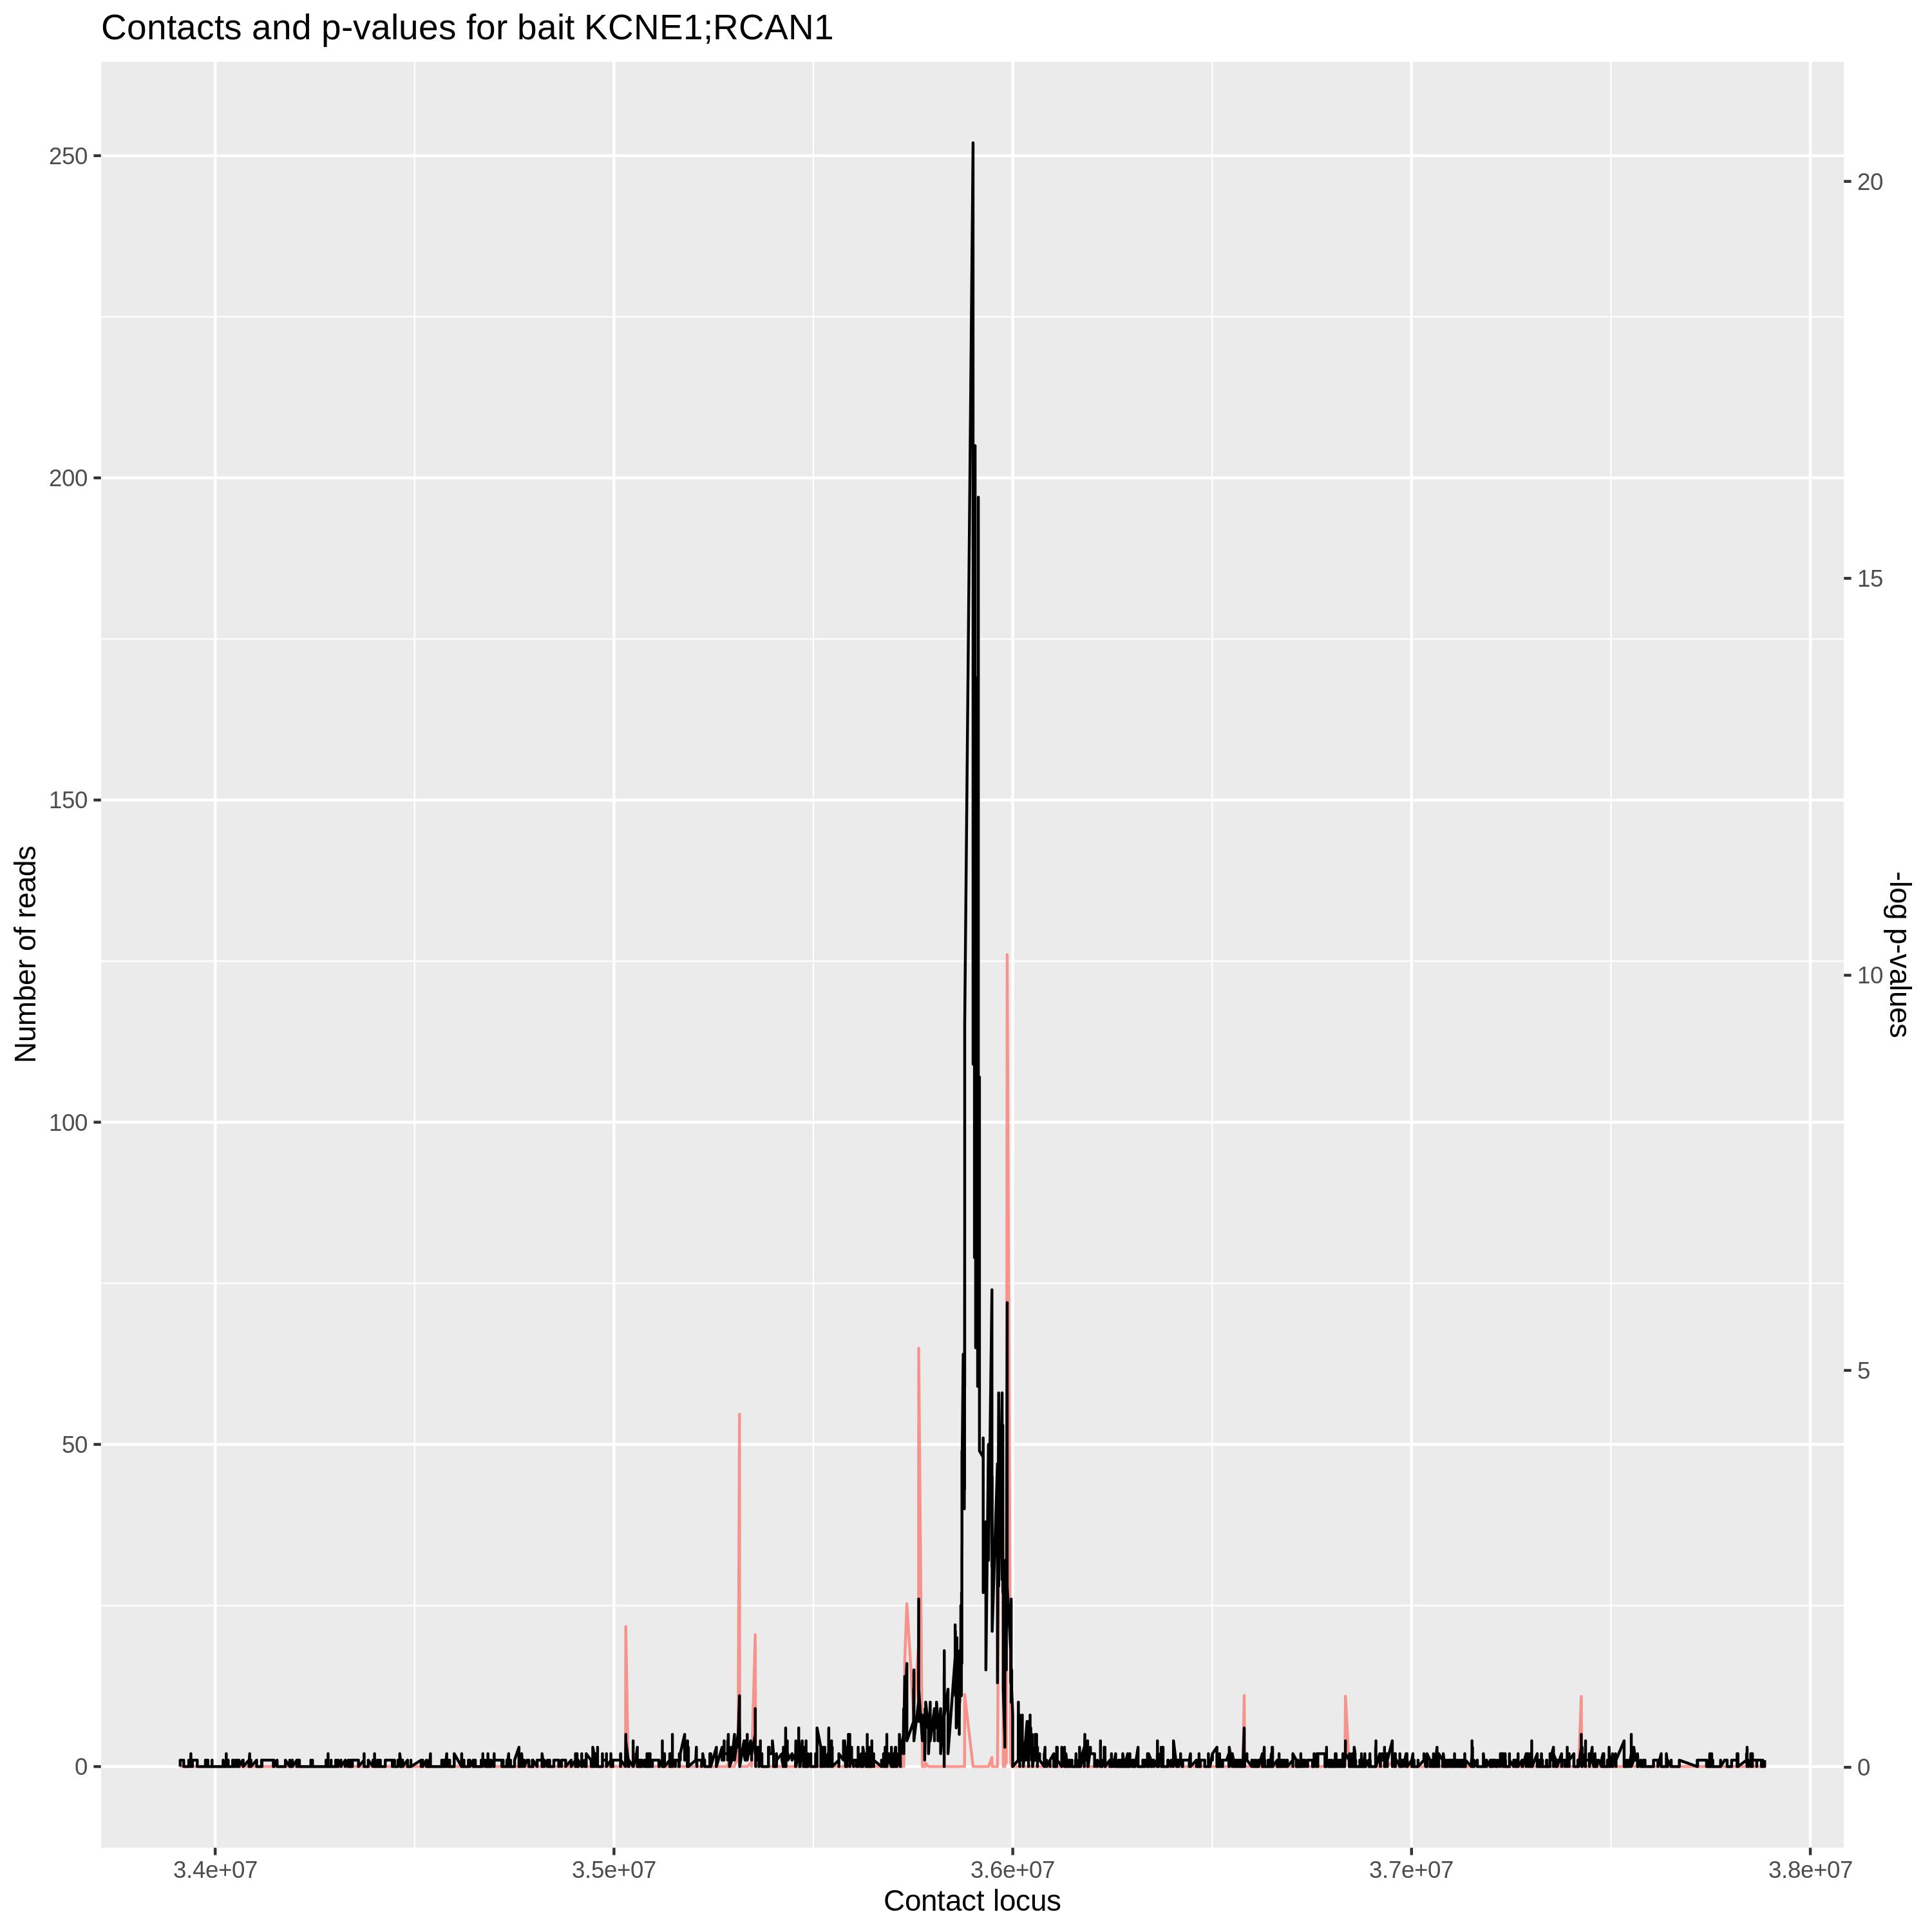 Contacts and p-values for bait KCNE1;RCAN1
250
200
150
100
50
0
Number of reads
20
15
10
5
0
-log p-values
3.4e+07
3.5e+07
3.6e+07
3.7e+07
3.8e+07
Contact locus